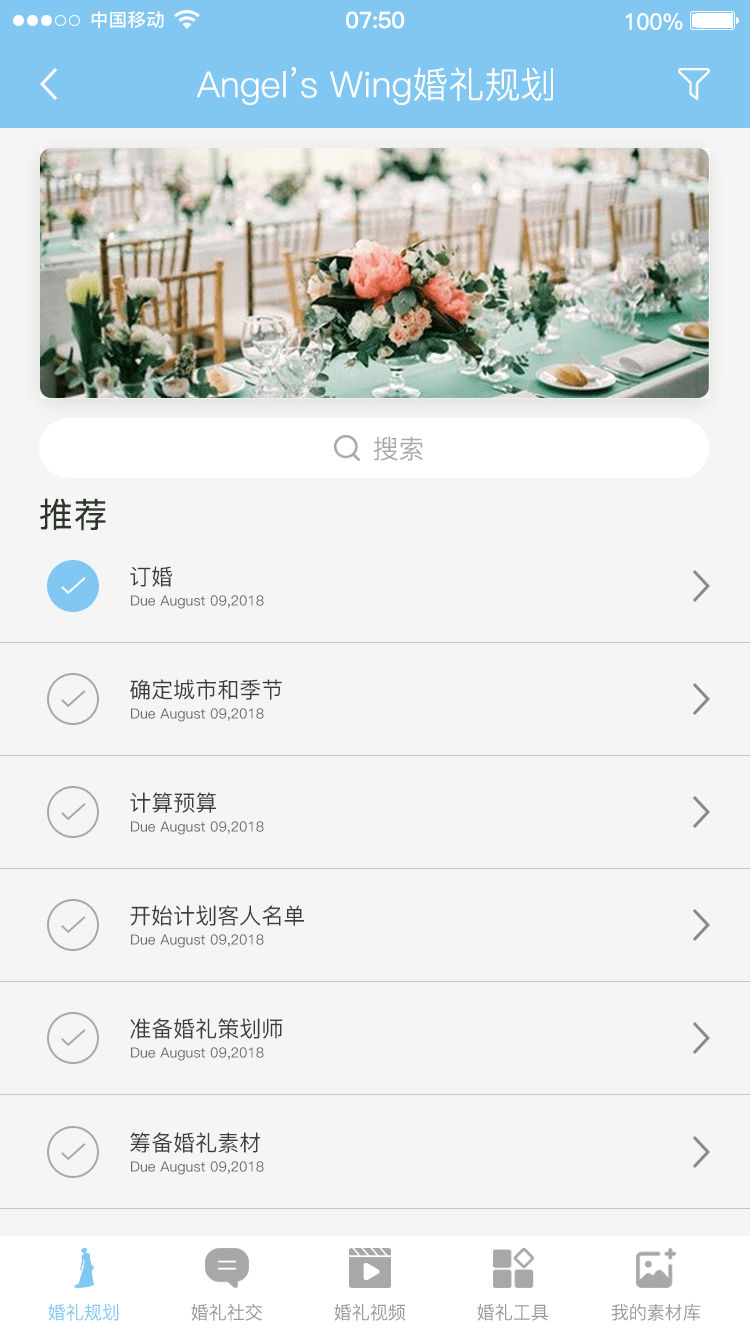 中国移动 07:50 100%
Angel's Wing婚礼规划
搜索
推荐
订婚
Due August 09,2018
确定城市和季节
Due August 09,2018
计算预算
Due August 09,2018
开始计划客人名单
Due August 09,2018
准备婚礼策划师
Due August 09,2018
筹备婚礼素材
Due August 09,2018
婚礼规划 婚礼社交 婚礼视频 婚礼工具 我的素材库